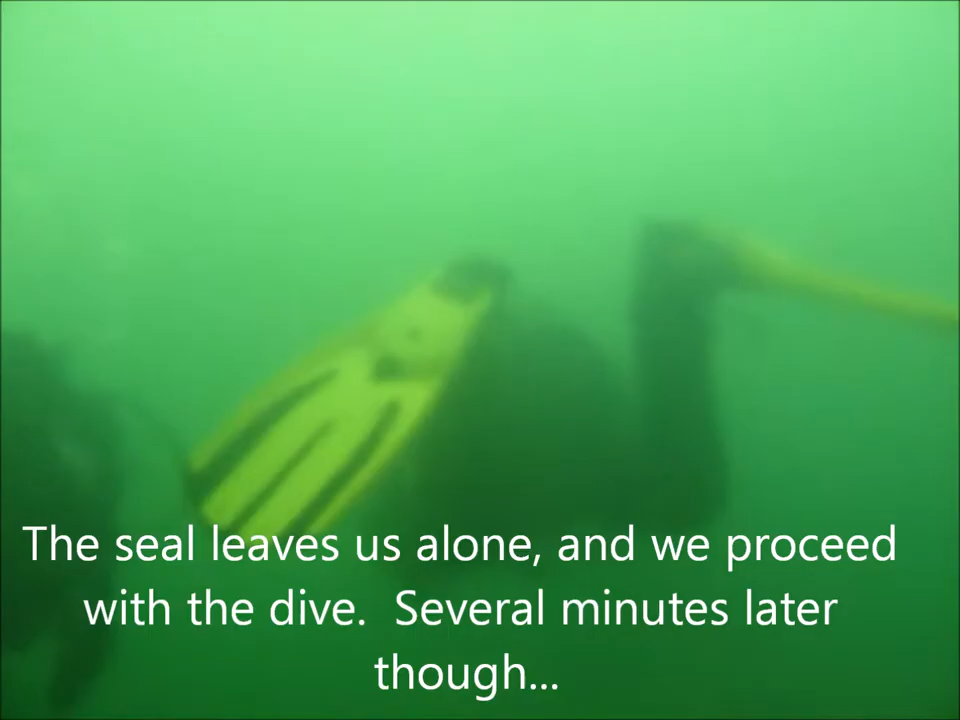 The seal leaves us alone, and we proceed
with the dive.  Several minutes later
though...